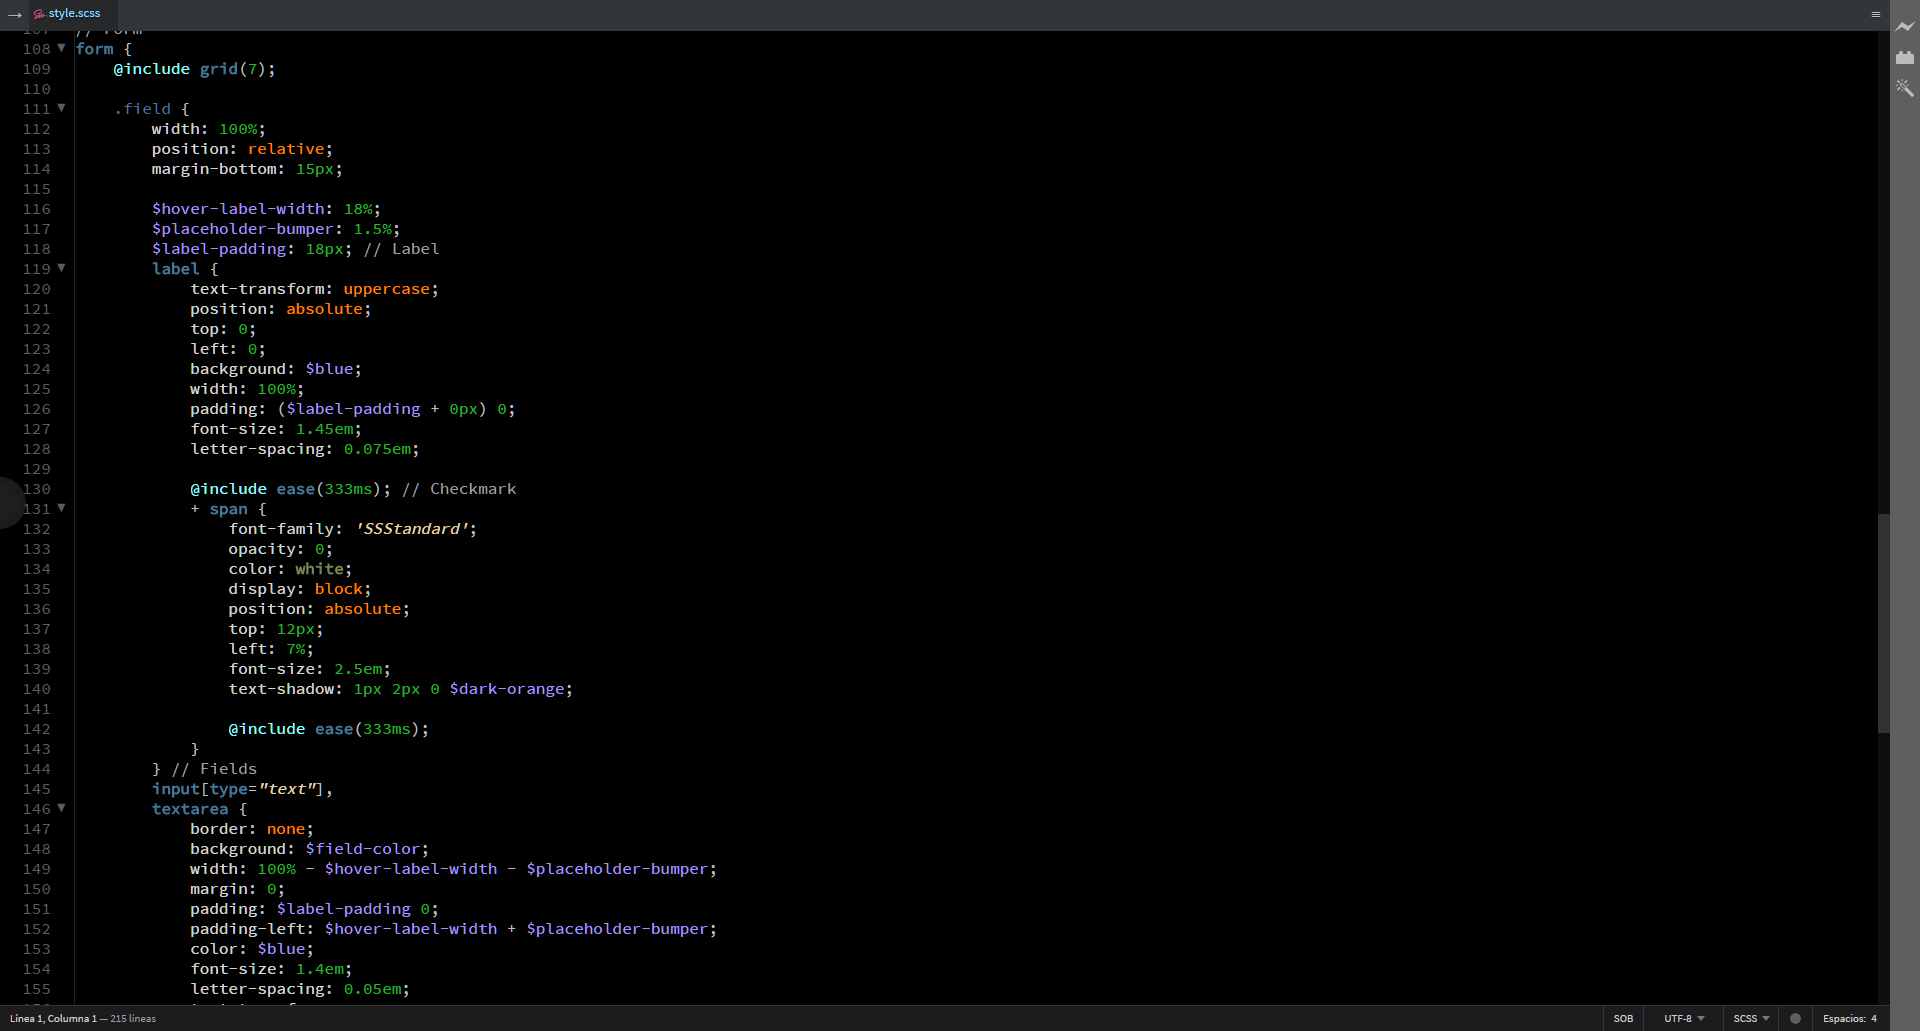 → style.scss
107 // Form
108 form {
109 @include grid(7);
110
111 .field {
112 width: 100%;
113 position: relative;
114 margin-bottom: 15px;
115
116 $hover-label-width: 18%;
117 $placeholder-bumper: 1.5%;
118 $label-padding: 18px; // Label
119 label {
120 text-transform: uppercase;
121 position: absolute;
122 top: 0;
123 left: 0;
124 background: $blue;
125 width: 100%;
126 padding: ($label-padding + 0px) 0;
127 font-size: 1.45em;
128 letter-spacing: 0.075em;
129
130 @include ease(333ms); // Checkmark
131 + span {
132 font-family: 'SSStandard';
133 opacity: 0;
134 color: white;
135 display: block;
136 position: absolute;
137 top: 12px;
138 left: 7%;
139 font-size: 2.5em;
140 text-shadow: 1px 2px 0 $dark-orange;
141
142 @include ease(333ms);
143 }
144 } // Fields
145 input[type="text"],
146 textarea {
147 border: none;
148 background: $field-color;
149 width: 100% - $hover-label-width - $placeholder-bumper;
150 margin: 0;
151 padding: $label-padding 0;
152 padding-left: $hover-label-width + $placeholder-bumper;
153 color: $blue;
154 font-size: 1.4em;
155 letter-spacing: 0.05em;
Línea 1, Columna 1 — 215 líneas SOB UTF-8 SCSS Espacios: 4